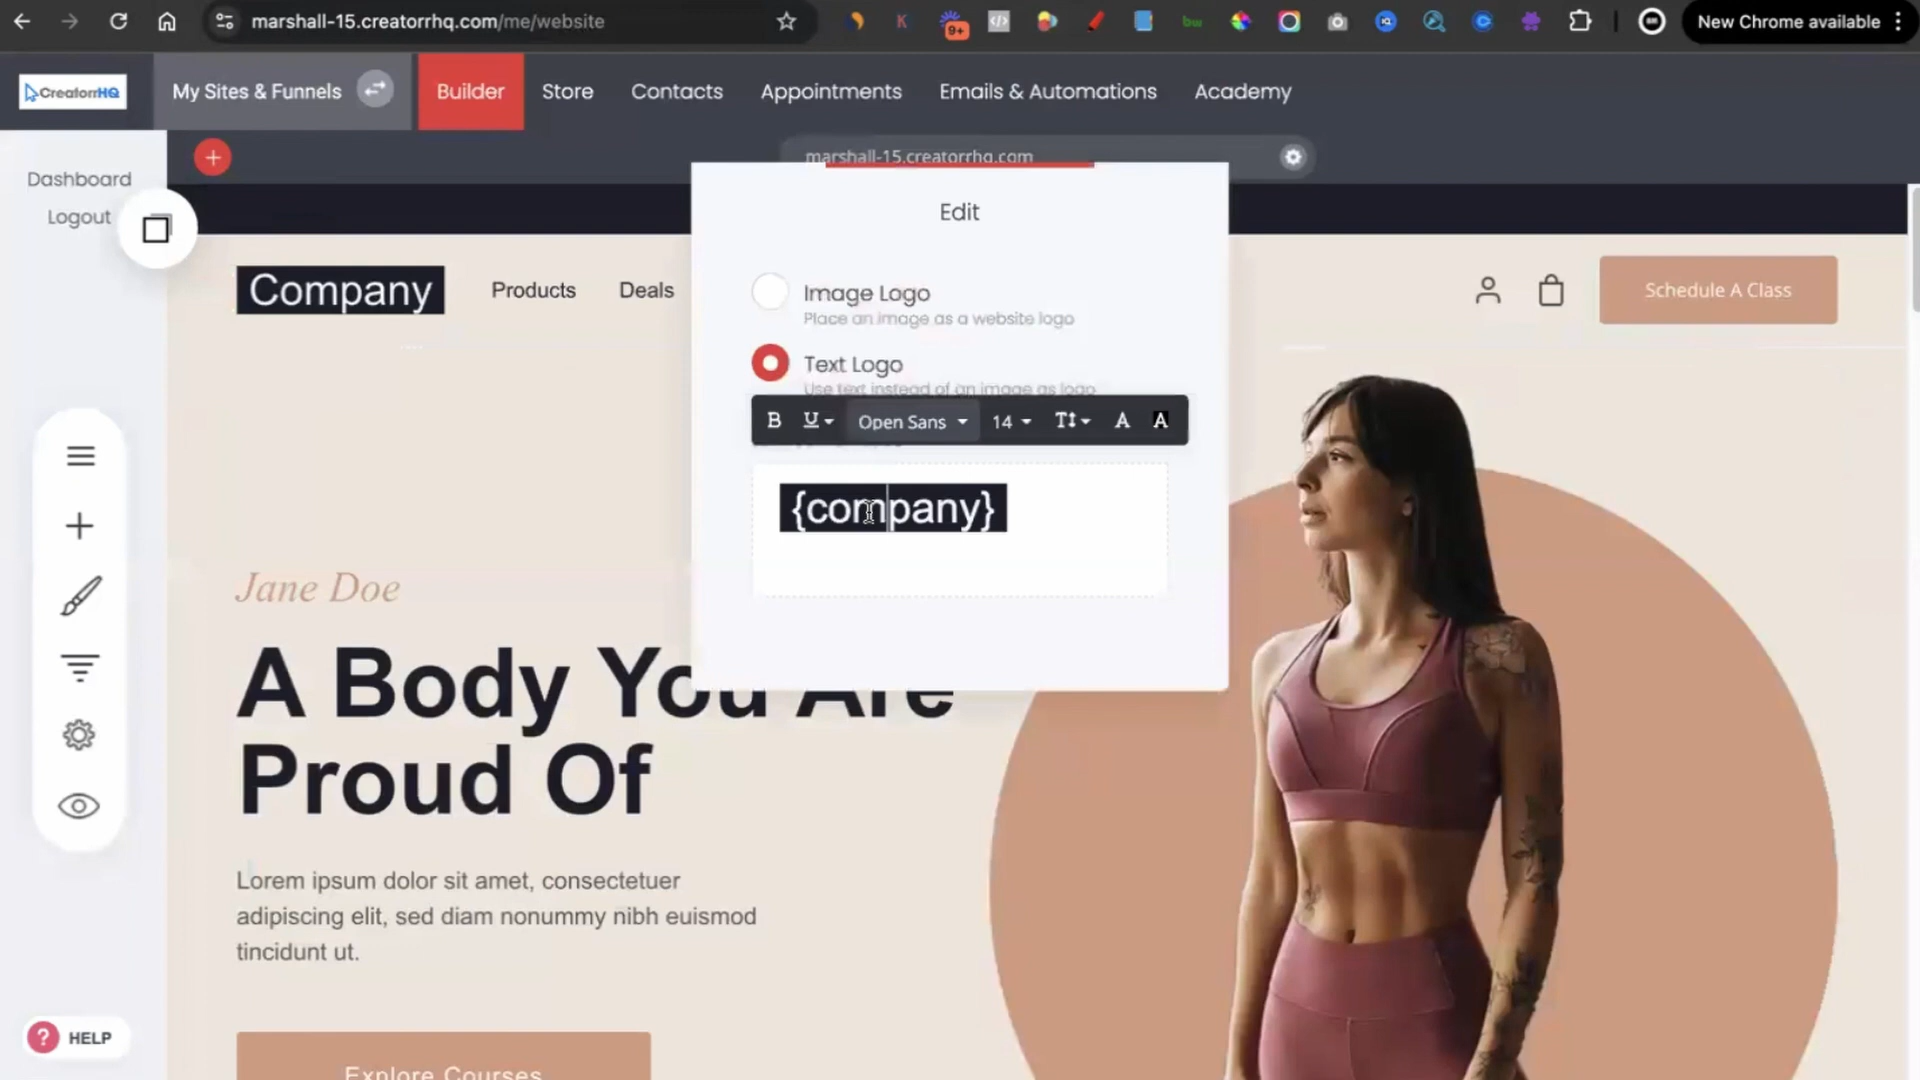 marshall-15.creatorrhq.com/me/website
9+
New Chrome available
CreatorrHQ
My Sites & Funnels
Builder
Store
Contacts
Appointments
Emails & Automations
Academy
Dashboard
Logout
marshall-15.creatorrhq.com
Edit
Company
Products
Deals
Schedule A Class
Image Logo
Place an image as a website logo
Text Logo
Use text instead of an image as logo
B U Open Sans 14 A A
{company}
Jane Doe
A Body You Are
Proud Of
Lorem ipsum dolor sit amet, consectetuer
adipiscing elit, sed diam nonummy nibh euismod
tincidunt ut.
Explore Courses
? HELP